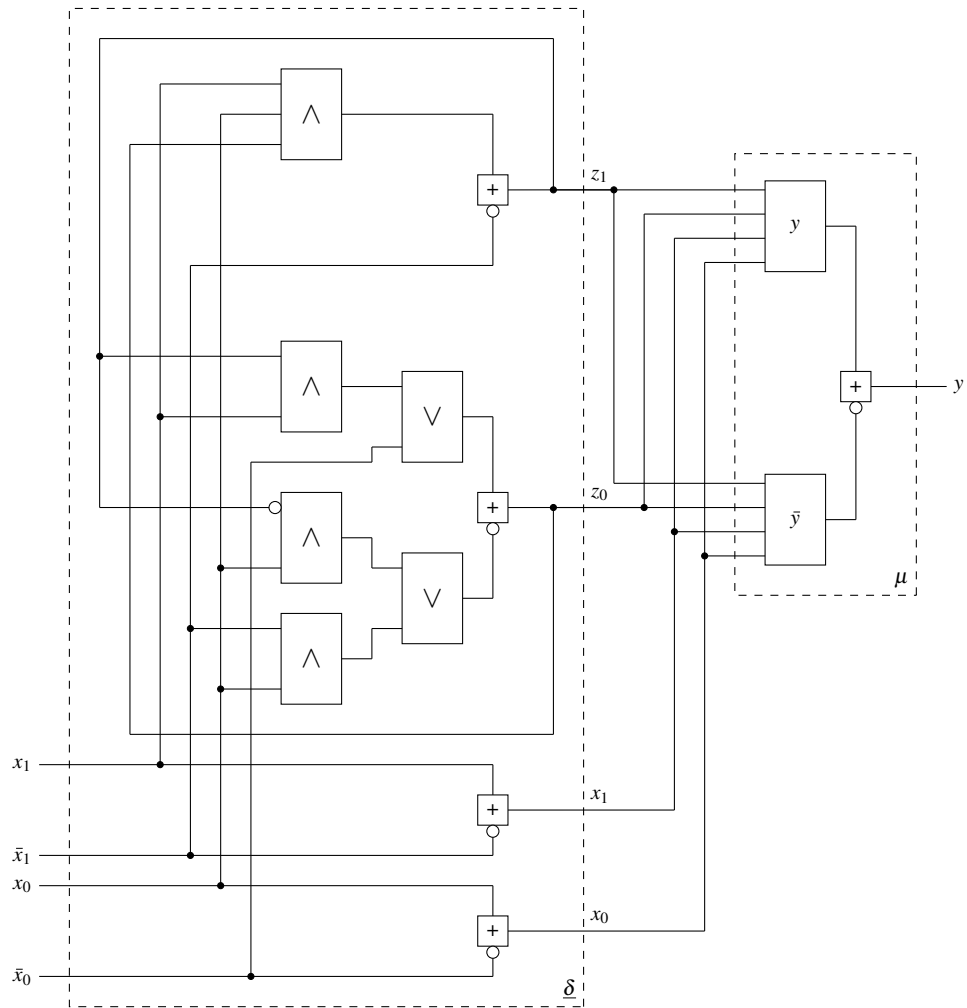 ∧
+
z₁
y
∧
∨
+
y
+
z₀
ȳ
∧
μ
∨
∧
x₁
+
x₁
x̄₁
x₀
+
x₀
x̄₀
δ